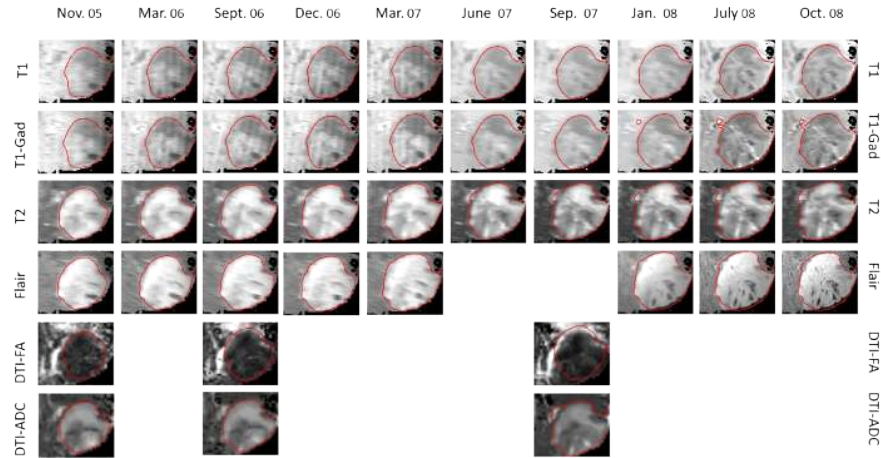 Nov. 05 Mar. 06 Sept. 06 Dec. 06 Mar. 07 June 07 Sep. 07 Jan. 08 July 08 Oct. 08
T1 T1
T1-Gad T1-Gad
T2 T2
Flair Flair
DTI-FA DTI-FA
DTI-ADC DTI-ADC